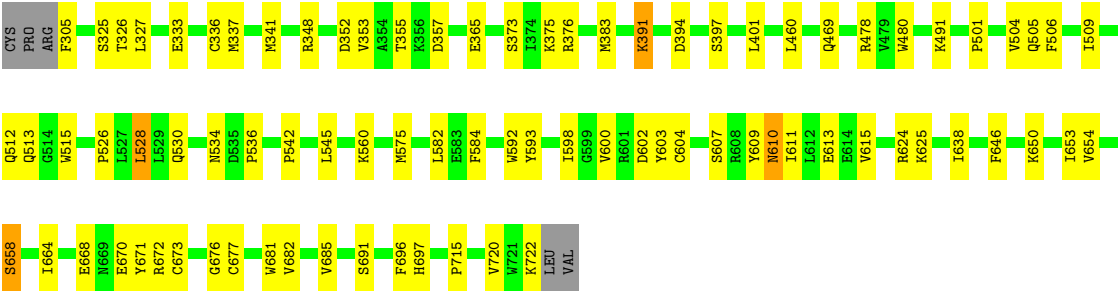 CYS PRO ARG F305 S325 T326 L327 E333 C336 M337 M341 R348 D352 V353 A354 T355 K356 D357 E365 S373 I374 K375 R376 M383 K391 D394 S397 L401 L460 Q469 R478 V479 W480 K491 P501 V504 Q505 F506 I509
Q512 Q513 G514 W515 P526 L527 L528 L529 Q530 N534 D535 P536 P542 L545 K560 M575 L582 E583 F584 W592 Y593 I598 G599 V600 R601 D602 Y603 C604 S607 R608 Y609 N610 I611 L612 E613 E614 V615 R624 K625 I638 F646 K650 I653 V654
S658 I664 E668 N669 E670 Y671 R672 C673 G676 C677 W681 V682 V685 S691 F696 H697 P715 V720 W721 K722 LEU VAL